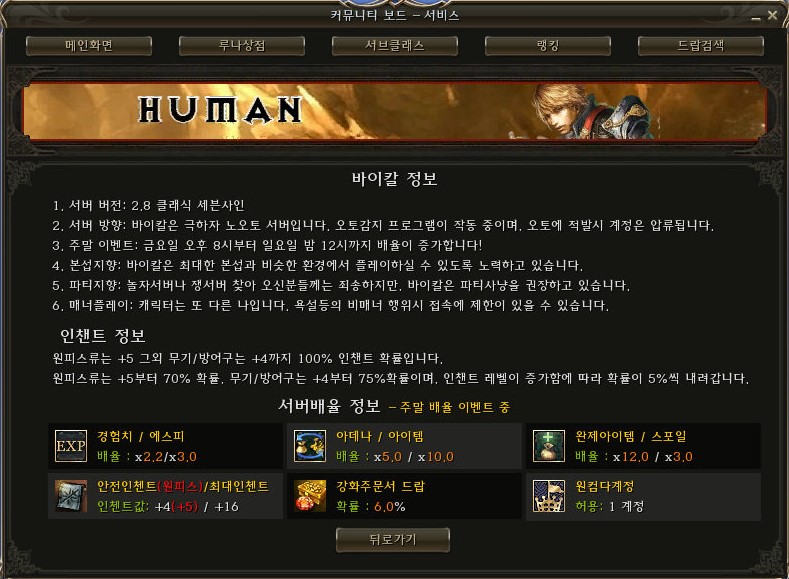 커뮤니티 보드 - 서비스
메인화면 루나상점 서브클래스 랭킹 드랍검색
HUMAN
바이칼 정보
1. 서버 버전: 2.8 클래식 세븐사인
2. 서버 방향: 바이칼은 극하자 노오토 서버입니다. 오토감지 프로그램이 작동 중이며, 오토에 적발시 계정은 압류됩니다.
3. 주말 이벤트: 금요일 오후 8시부터 일요일 밤 12시까지 배율이 증가합니다!
4. 본섭지향: 바이칼은 최대한 본섭과 비슷한 환경에서 플레이하실 수 있도록 노력하고 있습니다.
5. 파티지향: 놀자서버나 쟁서버 찾아 오신분들께는 죄송하지만, 바이칼은 파티사냥을 권장하고 있습니다.
6. 매너플레이: 캐릭터는 또 다른 나입니다. 욕설등의 비매너 행위시 접속에 제한이 있을 수 있습니다.
인챈트 정보
원피스류는 +5 그외 무기/방어구는 +4까지 100% 인챈트 확률입니다.
원피스류는 +5부터 70% 확률, 무기/방어구는 +4부터 75%확률이며, 인챈트 레벨이 증가함에 따라 확률이 5%씩 내려갑니다.
서버배율 정보 - 주말 배율 이벤트 중
EXP 경험치 / 에스피
배율 : x2.2/x3.0
아데나 / 아이템
배율 : x5.0 / x10.0
완제아이템 / 스포일
배율 : x12.0 / x3.0
안전인첸트(원피스)/최대인첸트
인첸트값: +4(+5) / +16
강화주문서 드랍
확률 : 6.0%
원컴다계정
허용: 1 계정
뒤로가기